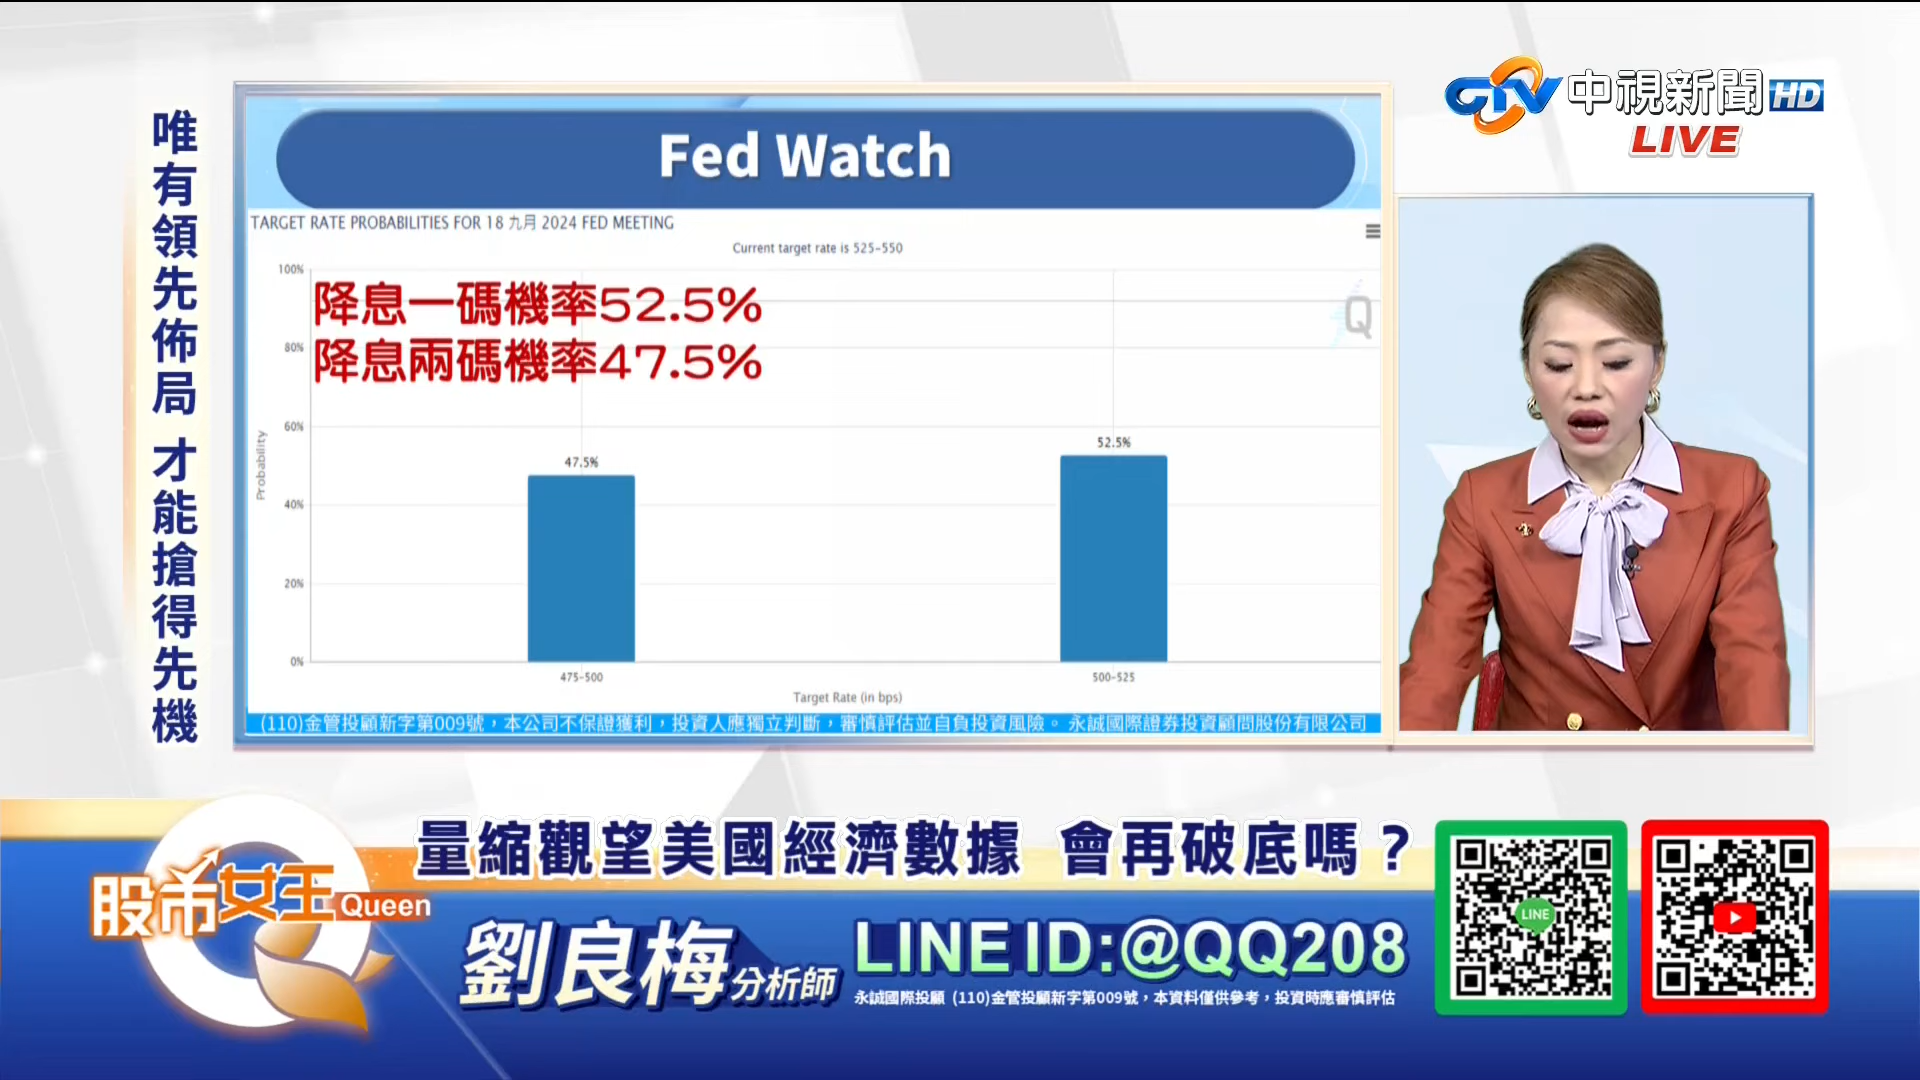 CTV 中視新聞 HD
LIVE
唯有領先佈局 才能搶得先機
Fed Watch
TARGET RATE PROBABILITIES FOR 18 九月 2024 FED MEETING
Current target rate is 525-550
降息一碼機率52.5%
降息兩碼機率47.5%
Q
Probability
100%
80%
60%
40%
20%
0%
47.5%
52.5%
475-500
500-525
Target Rate (in bps)
(110)金管投顧新字第009號，本公司不保證獲利，投資人應獨立判斷，審慎評估並自負投資風險。 永誠國際證券投資顧問股份有限公司
量縮觀望美國經濟數據 會再破底嗎？
股市女王Queen
劉良梅分析師
LINE ID:@QQ208
永誠國際投顧 (110)金管投顧新字第009號，本資料僅供參考，投資時應審慎評估
LINE